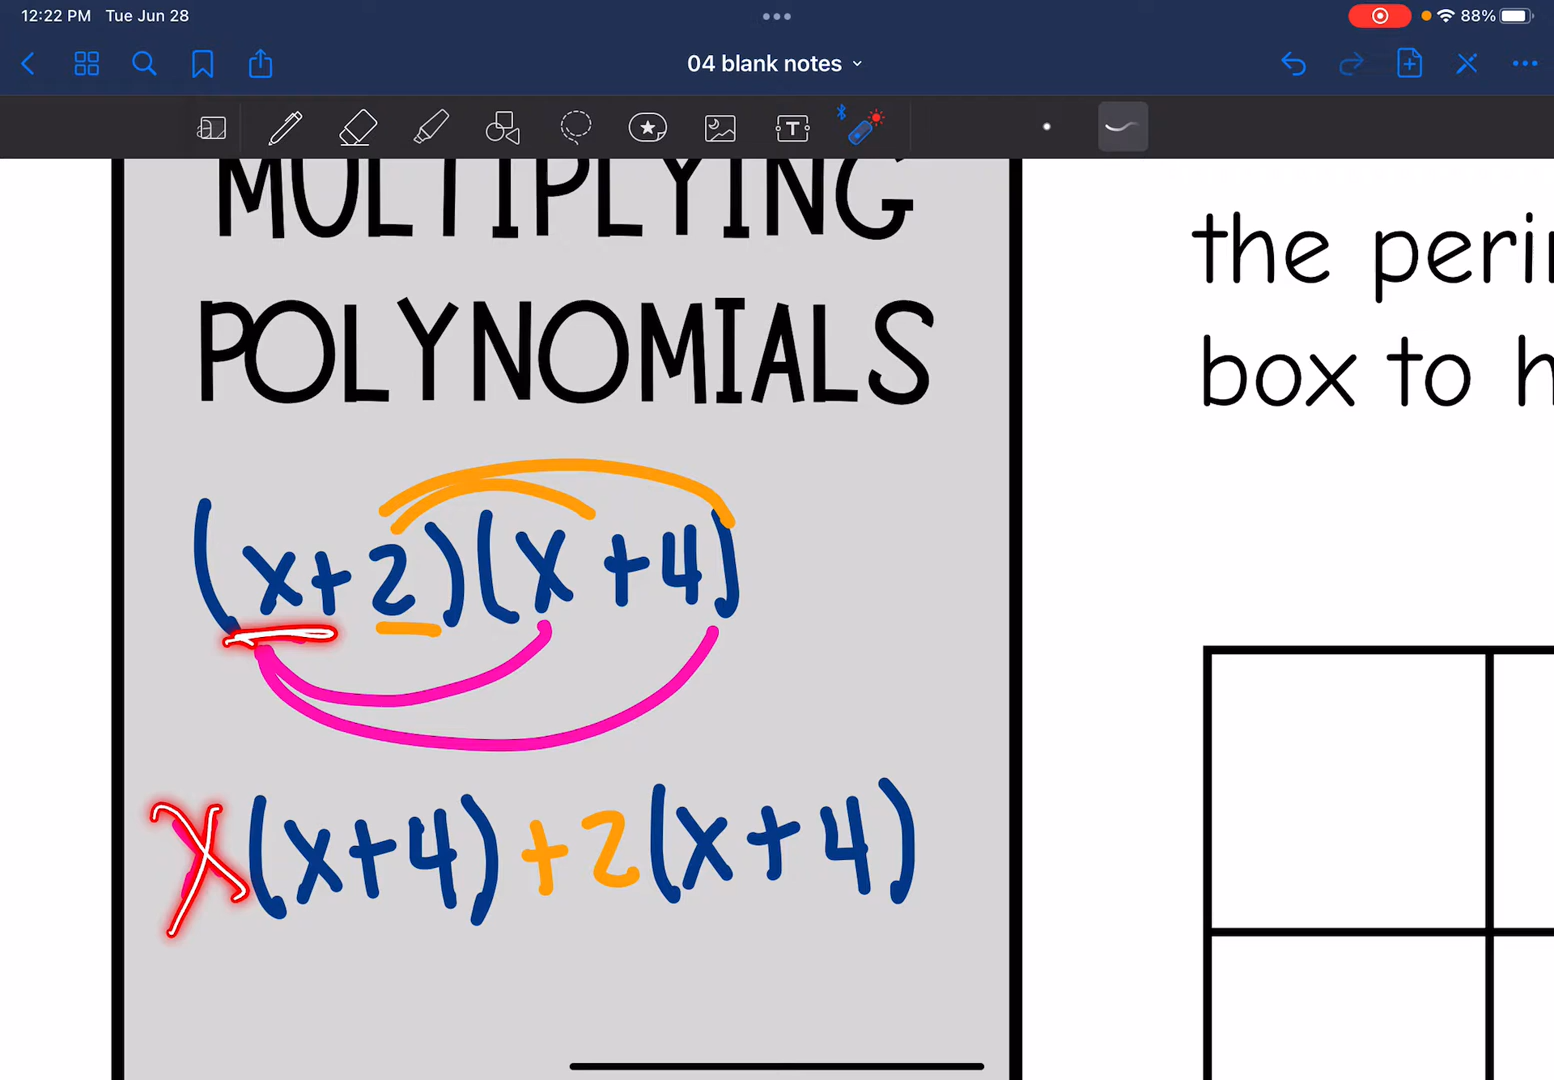 12:22 PM Tue Jun 28
88%
04 blank notes
T
MULTIPLYING
POLYNOMIALS
(x+2)(x+4)
x(x+4)+2(x+4)
the perin
box to h